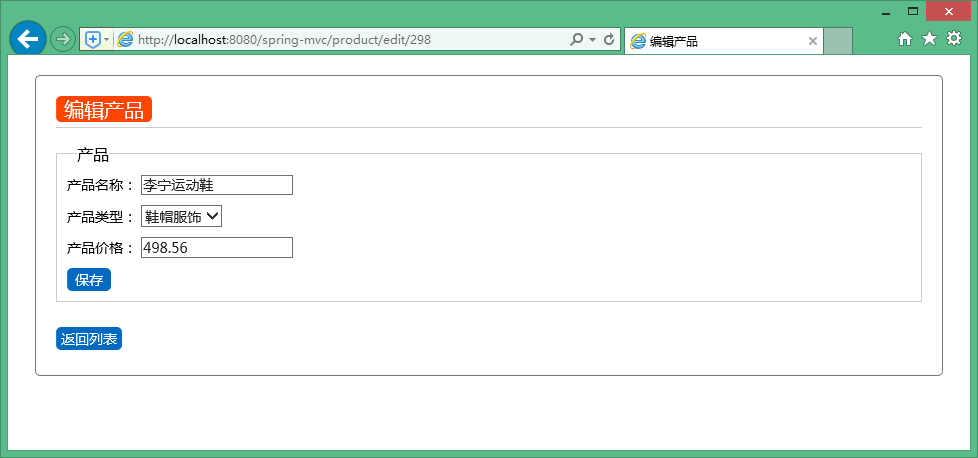 http://localhost:8080/spring-mvc/product/edit/298
编辑产品
编辑产品
产品
产品名称： 李宁运动鞋
产品类型： 鞋帽服饰
产品价格： 498.56
保存
返回列表